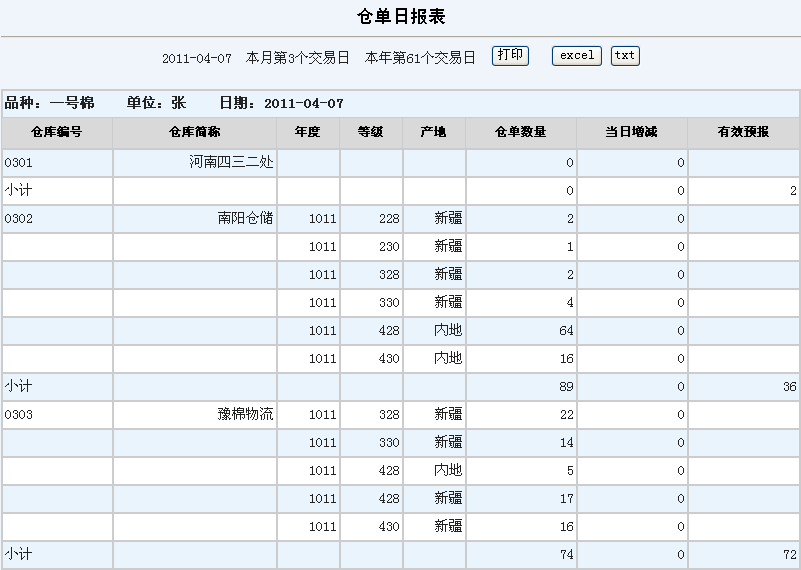 仓单日报表
2011-04-07 本月第3个交易日 本年第61个交易日 打印 excel txt
品种：一号棉 单位：张 日期：2011-04-07
仓库编号 仓库简称 年度 等级 产地 仓单数量 当日增减 有效预报
0301 河南四三二处 0 0
小计 0 0 2
0302 南阳仓储 1011 228 新疆 2 0
1011 230 新疆 1 0
1011 328 新疆 2 0
1011 330 新疆 4 0
1011 428 内地 64 0
1011 430 内地 16 0
小计 89 0 36
0303 豫棉物流 1011 328 新疆 22 0
1011 330 新疆 14 0
1011 428 内地 5 0
1011 428 新疆 17 0
1011 430 新疆 16 0
小计 74 0 72